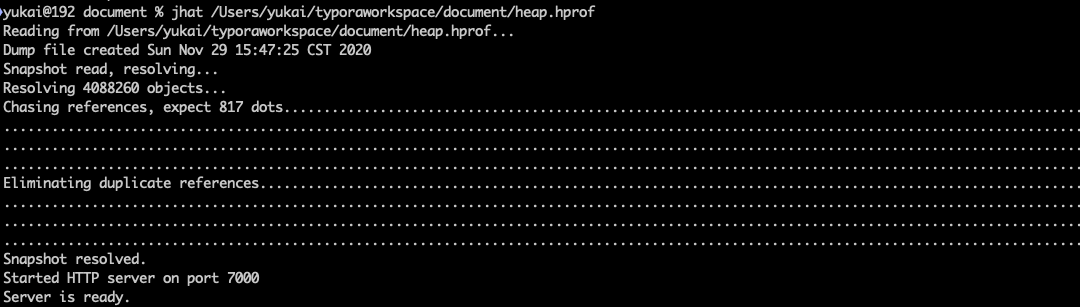 yukai@192 document % jhat /Users/yukai/typoraworkspace/document/heap.hprof
Reading from /Users/yukai/typoraworkspace/document/heap.hprof...
Dump file created Sun Nov 29 15:47:25 CST 2020
Snapshot read, resolving...
Resolving 4088260 objects...
Chasing references, expect 817 dots....................................................................................................
.......................................................................................................................................
.......................................................................................................................................
.......................................................................................................................................
Eliminating duplicate references.......................................................................................................
.......................................................................................................................................
.......................................................................................................................................
.......................................................................................................................................
Snapshot resolved.
Started HTTP server on port 7000
Server is ready.